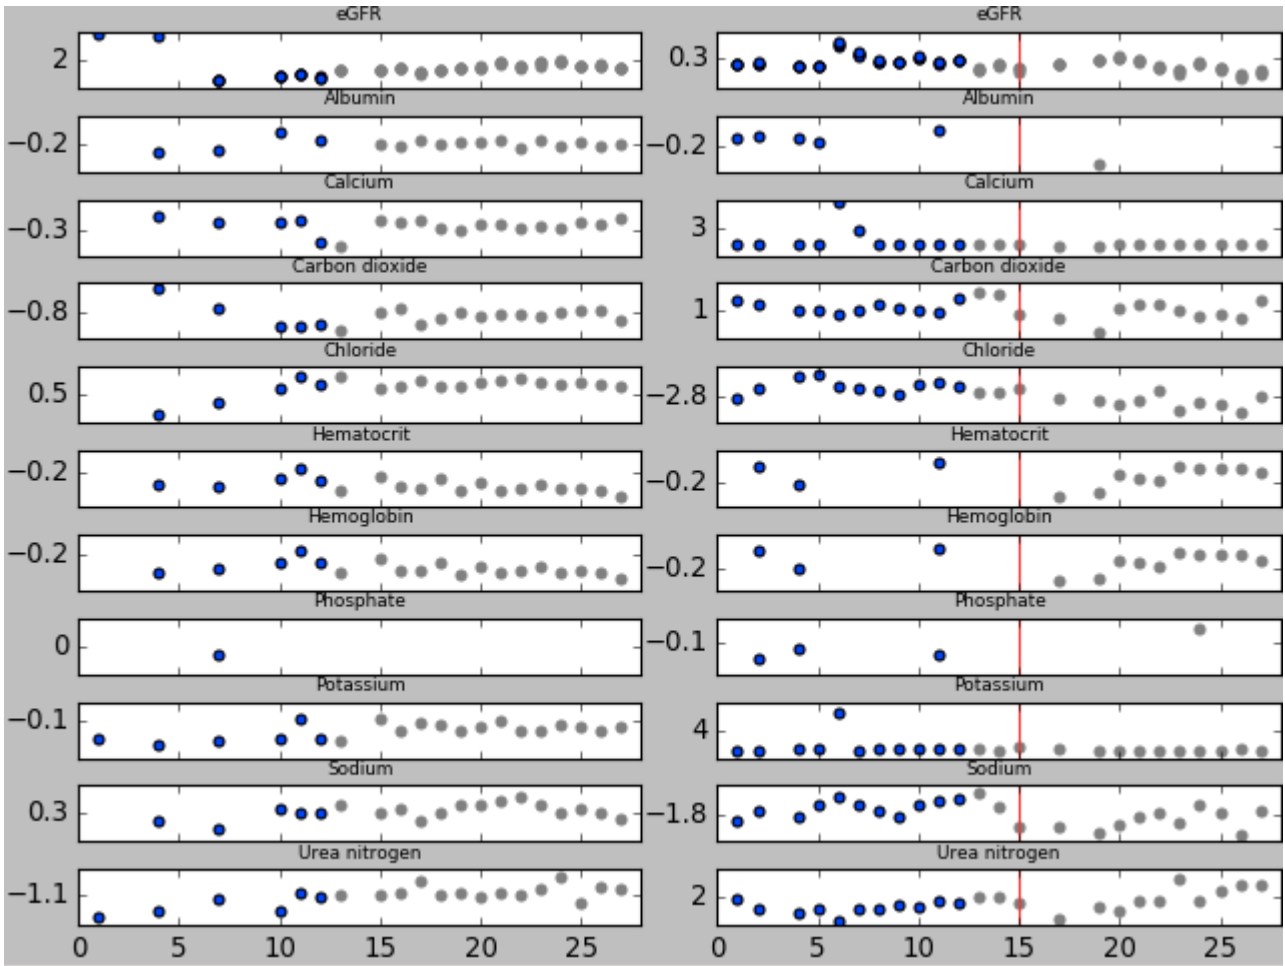 eGFR
2
Albumin
−0.2
Calcium
−0.3
Carbon dioxide
−0.8
Chloride
0.5
Hematocrit
−0.2
Hemoglobin
−0.2
Phosphate
0
Potassium
−0.1
Sodium
0.3
Urea nitrogen
−1.1
0 5 10 15 20 25
eGFR
0.3
Albumin
−0.2
Calcium
3
Carbon dioxide
1
Chloride
−2.8
Hematocrit
−0.2
Hemoglobin
−0.2
Phosphate
−0.1
Potassium
4
Sodium
−1.8
Urea nitrogen
2
0 5 10 15 20 25